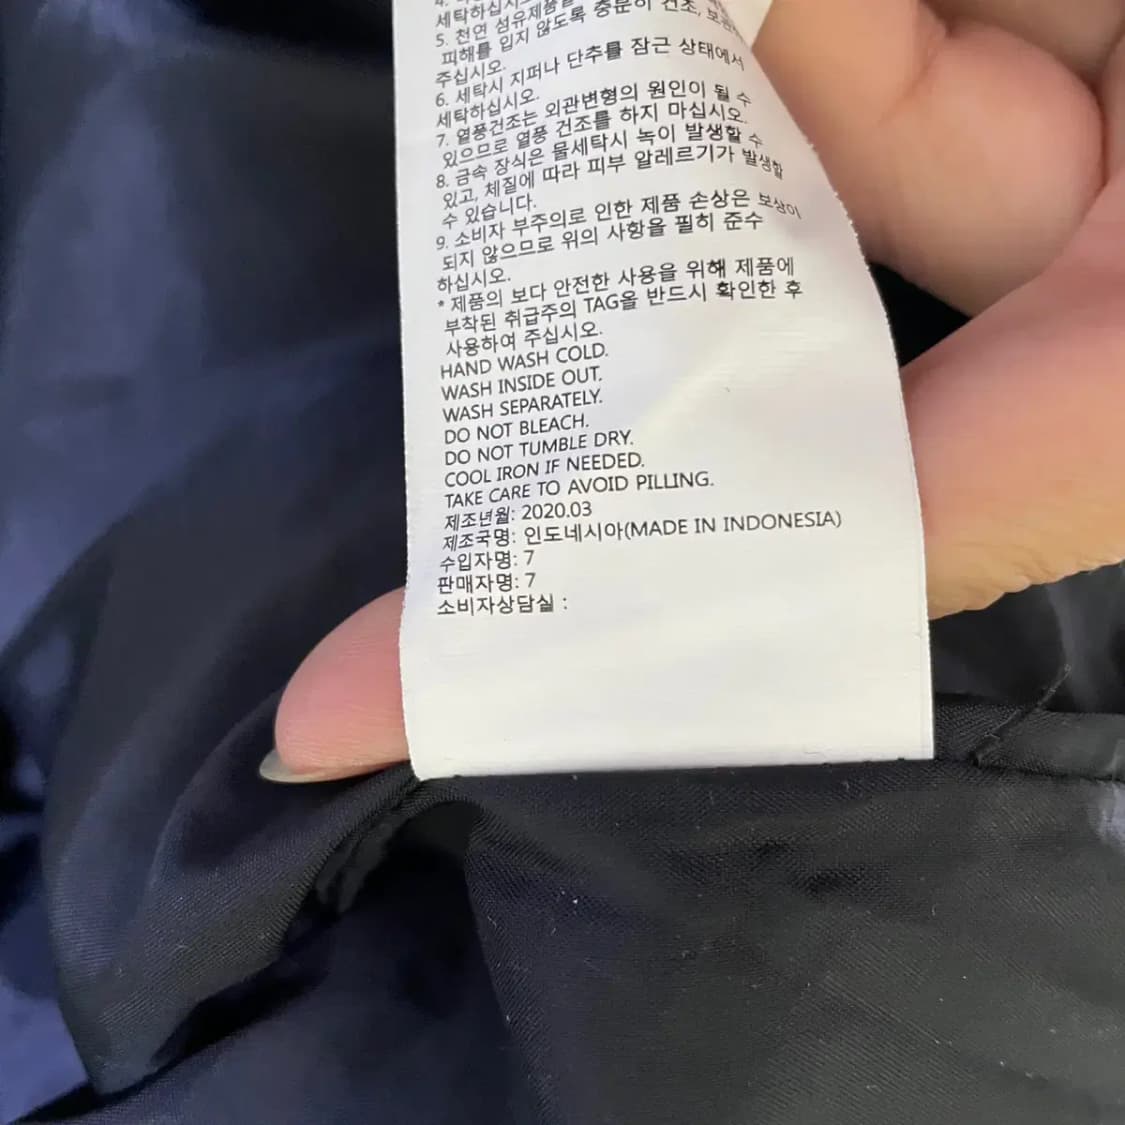 세탁하십시오
5. 천연 섬유제품은 충분히 건조, 보관하
피해를 입지 않도록
주십시오.
6. 세탁시 지퍼나 단추를 잠근 상태에서
세탁하십시오.
7. 열풍건조는 외관변형의 원인이 될 수
있으므로 열풍 건조를 하지 마십시오.
8. 금속 장식은 물세탁시 녹이 발생할 수
있고, 체질에 따라 피부 알레르기가 발생할
수 있습니다.
9. 소비자 부주의로 인한 제품 손상은 보상이
되지 않으므로 위의 사항을 필히 준수
하십시오.
* 제품의 보다 안전한 사용을 위해 제품에
부착된 취급주의 TAG을 반드시 확인한 후
사용하여 주십시오.
HAND WASH COLD.
WASH INSIDE OUT.
WASH SEPARATELY.
DO NOT BLEACH.
DO NOT TUMBLE DRY.
COOL IRON IF NEEDED.
TAKE CARE TO AVOID PILLING.
제조년월: 2020.03
제조국명: 인도네시아(MADE IN INDONESIA)
수입자명: 7
판매자명: 7
소비자상담실 :